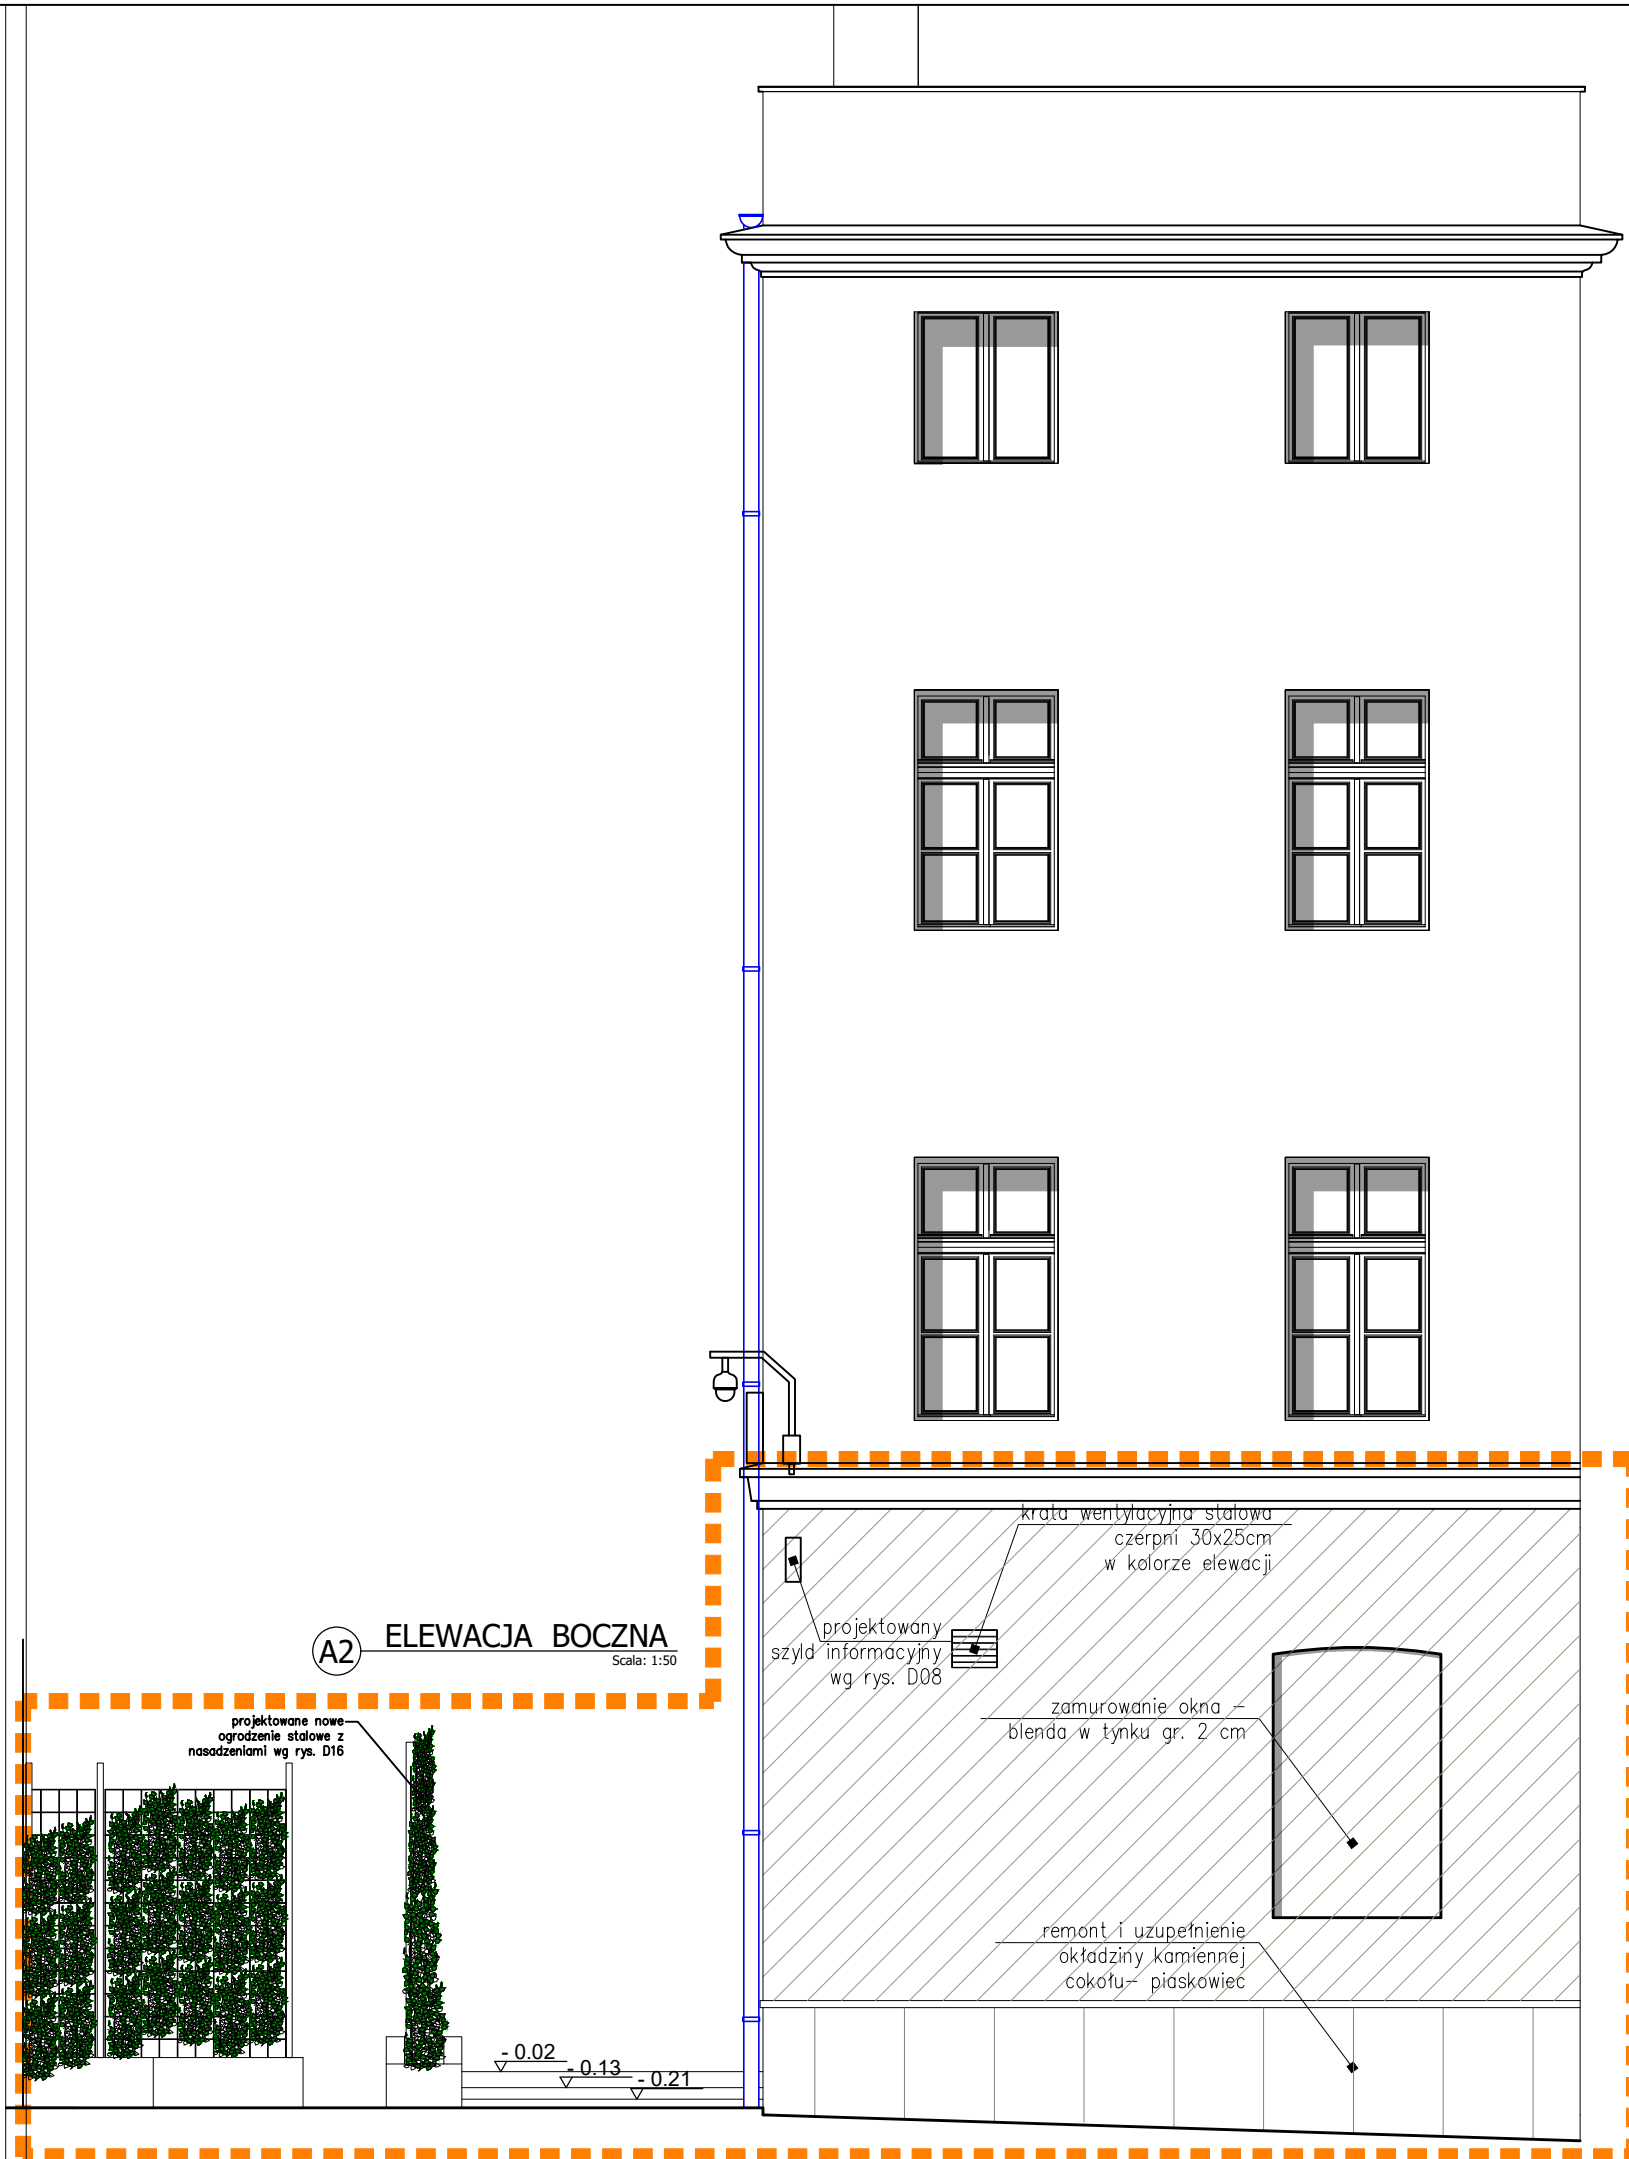 krata wentylacyjna stalowa
czerpni 30x25cm
w kolorze elewacji
projektowany
szyld informacyjny
wg rys. D08
A2 ELEWACJA BOCZNA
Scala: 1:50
zamurowanie okna –
blenda w tynku gr. 2 cm
projektowane nowe
ogrodzenie stalowe z
nasadzeniami wg rys. D16
remont i uzupełnienie
okładziny kamiennej
cokołu– piaskowiec
- 0.02
- 0.13
- 0.21